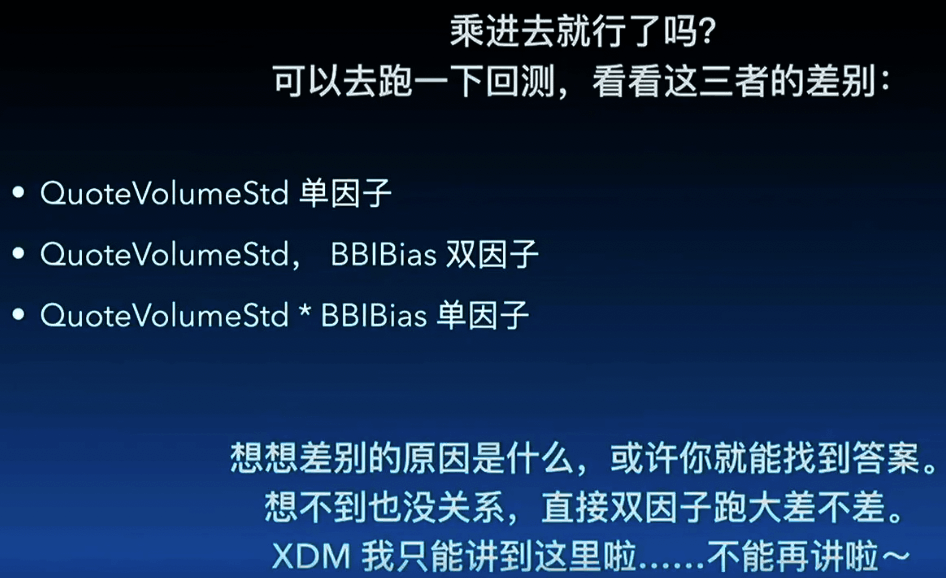 乘进去就行了吗?
可以去跑一下回测，看看这三者的差别：
• QuoteVolumeStd 单因子
• QuoteVolumeStd， BBIBias 双因子
• QuoteVolumeStd * BBIBias 单因子
想想差别的原因是什么，或许你就能找到答案。
想不到也没关系，直接双因子跑大差不差。
XDM 我只能讲到这里啦……不能再讲啦～